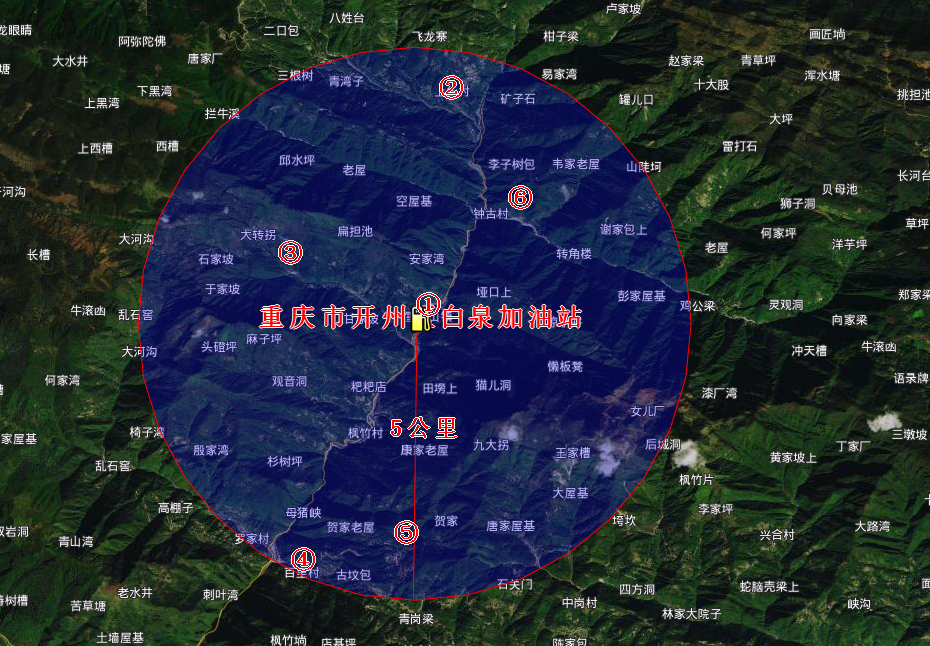 卢家坡
八姓台
二口包
飞龙寨
柑子梁
画匠垧
龙眼睛
阿弥陀佛
唐家厂
大水井
赵家梁
青草坪
塘
三根树
青湾子
易家湾
浑水塘
②
十大股
下黑湾
矿子石
罐儿口
挑担池
上黑湾
拦牛溪
大坪
上西槽
西槽
雷打石
邱水坪
老屋
李子树包
韦家老屋
山陡坷
长河台
河沟
⑥
贝母池
空屋基
狮子洞
钟古村
草坪
大河沟
天转拐
扁担池
谢家包上
何家坪
洋芋坪
③
老屋
长槽
石家坡
安家湾
转角楼
于家坡
垭口上
彭家屋基
郑家梁
①
鸡公梁
灵观洞
牛滚凼
乱石窖
重庆市开州白泉加油站
向家梁
头磴坪
麻子坪
大河沟
冲天槽
牛滚凼
懒板凳
何家湾
观音洞
粑粑店
田塝上
猫儿洞
语录牌
漆厂湾
女儿厂
5公里
椅子湾
枫竹村
三墩坡
家屋基
殷家湾
康家老屋
九大拐
王家槽
后城洞
丁家厂
乱石窖
杉树坪
黄家坡上
枫竹片
大屋基
高棚子
母猪峡
贺家老屋
贺家
唐家屋基
垮坎
李家坪
大路湾
双岩洞
青山湾
罗家村
⑤
兴合村
④
古坟包
石关门
四方洞
蛇脑壳梁上
老水井
刺叶湾
椿树槽
苦草塘
中岗村
峡沟
青岗梁
林家大院子
土墙屋基
枫竹垧
店基坪
陈家包